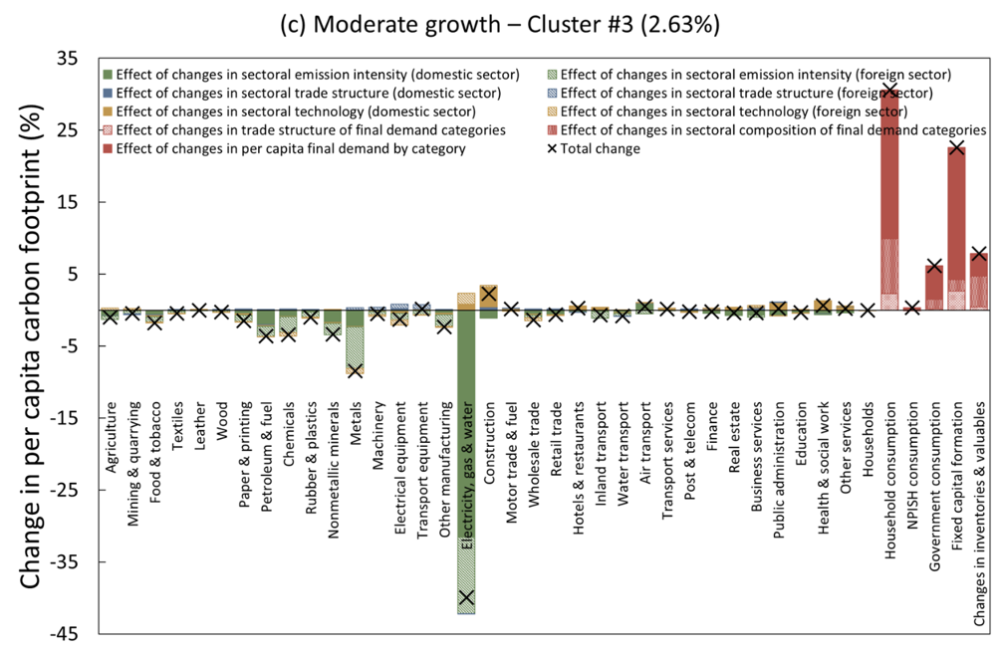 (c) Moderate growth – Cluster #3 (2.63%)
Change in per capita carbon footprint (%)
35
25
15
5
-5
-15
-25
-35
-45
Effect of changes in sectoral emission intensity (domestic sector)
Effect of changes in sectoral emission intensity (foreign sector)
Effect of changes in sectoral trade structure (domestic sector)
Effect of changes in sectoral trade structure (foreign sector)
Effect of changes in sectoral technology (domestic sector)
Effect of changes in sectoral technology (foreign sector)
Effect of changes in trade structure of final demand categories
Effect of changes in sectoral composition of final demand categories
Effect of changes in per capita final demand by category
Total change
Agriculture
Mining & quarrying
Food & tobacco
Textiles
Leather
Wood
Paper & printing
Petroleum & fuel
Chemicals
Rubber & plastics
Nonmetallic minerals
Metals
Machinery
Electrical equipment
Transport equipment
Other manufacturing
Electricity, gas & water
Construction
Motor trade & fuel
Wholesale trade
Retail trade
Hotels & restaurants
Inland transport
Water transport
Air transport
Transport services
Post & telecom
Finance
Real estate
Business services
Public administration
Education
Health & social work
Other services
Households
Household consumption
NPISH consumption
Government consumption
Fixed capital formation
Changes in inventories & valuables